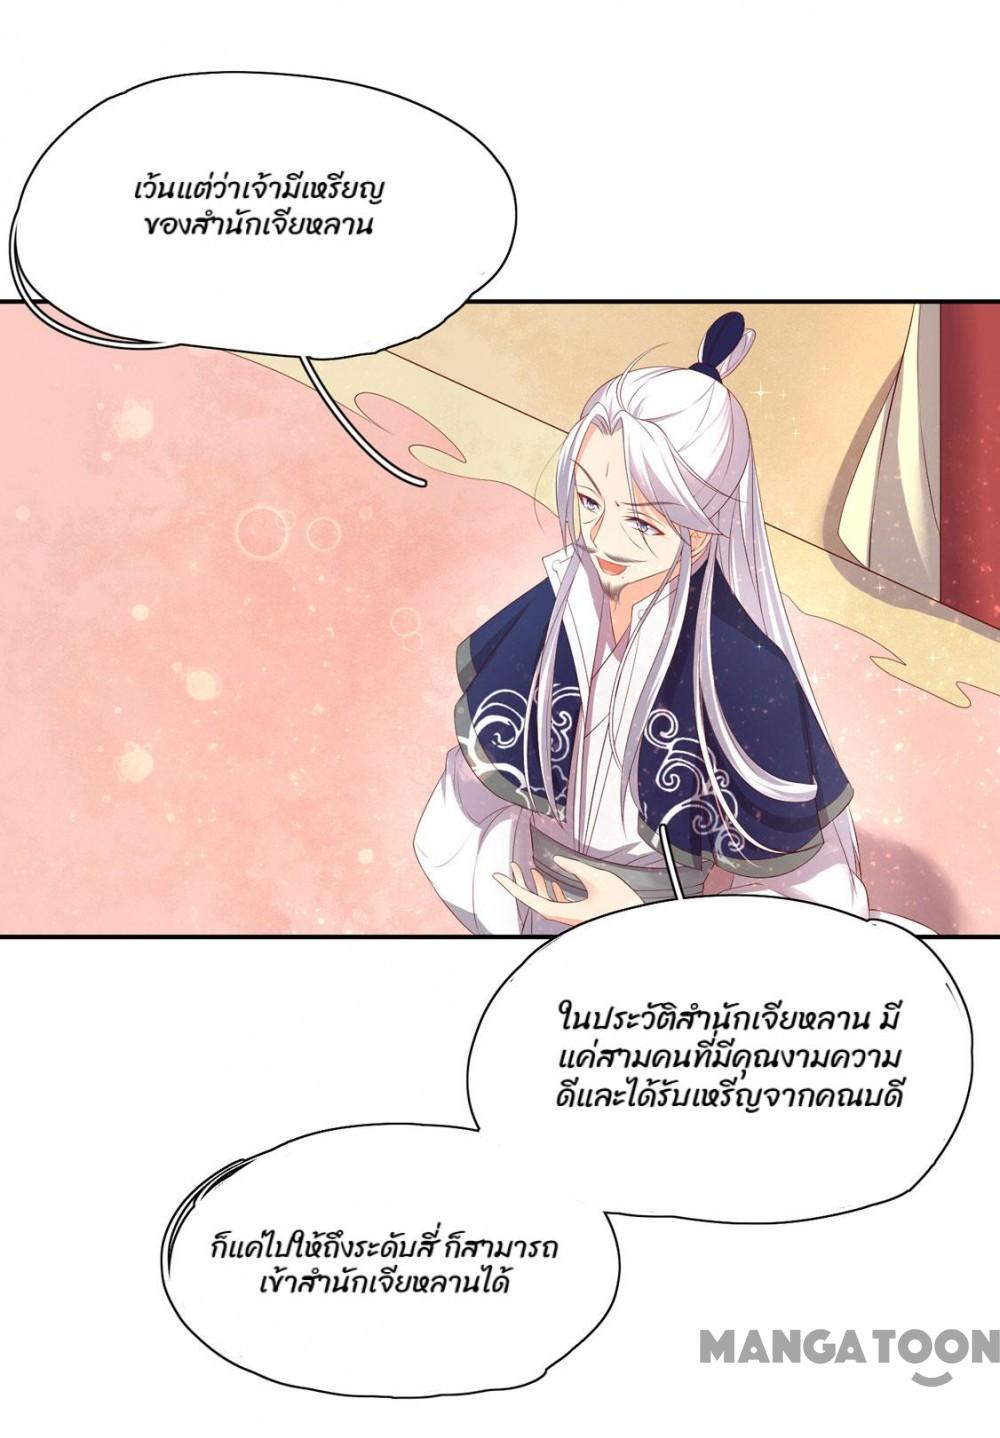 เว้นแต่ว่าเจ้ามีเหรียญ
ของสำนักเจียหลาน
ในประวัติสำนักเจียหลาน มี
แค่สามคนที่มีคุณงามความ
ดีและได้รับเหรีญจากคณบดี
ก็แค่ไปให้ถึงระดับสี่ ก็สามารถ
เข้าสำนักเจียหลานได้
MANGATOON